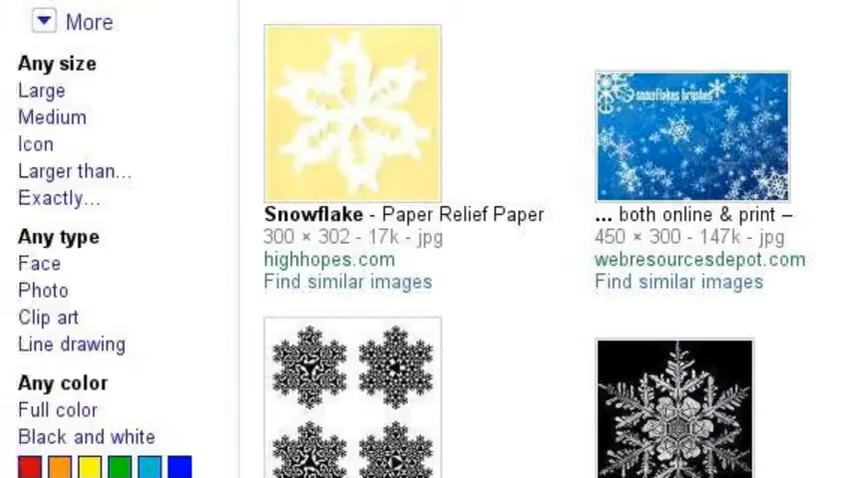 More
Any size
Large
Medium
Icon
Larger than...
Exactly...
Any type
Face
Photo
Clip art
Line drawing
Any color
Full color
Black and white
snowflakes brushes
Snowflake - Paper Relief Paper
300 × 302 - 17k - jpg
highhopes.com
Find similar images
... both online & print –
450 × 300 - 147k - jpg
webresourcesdepot.com
Find similar images